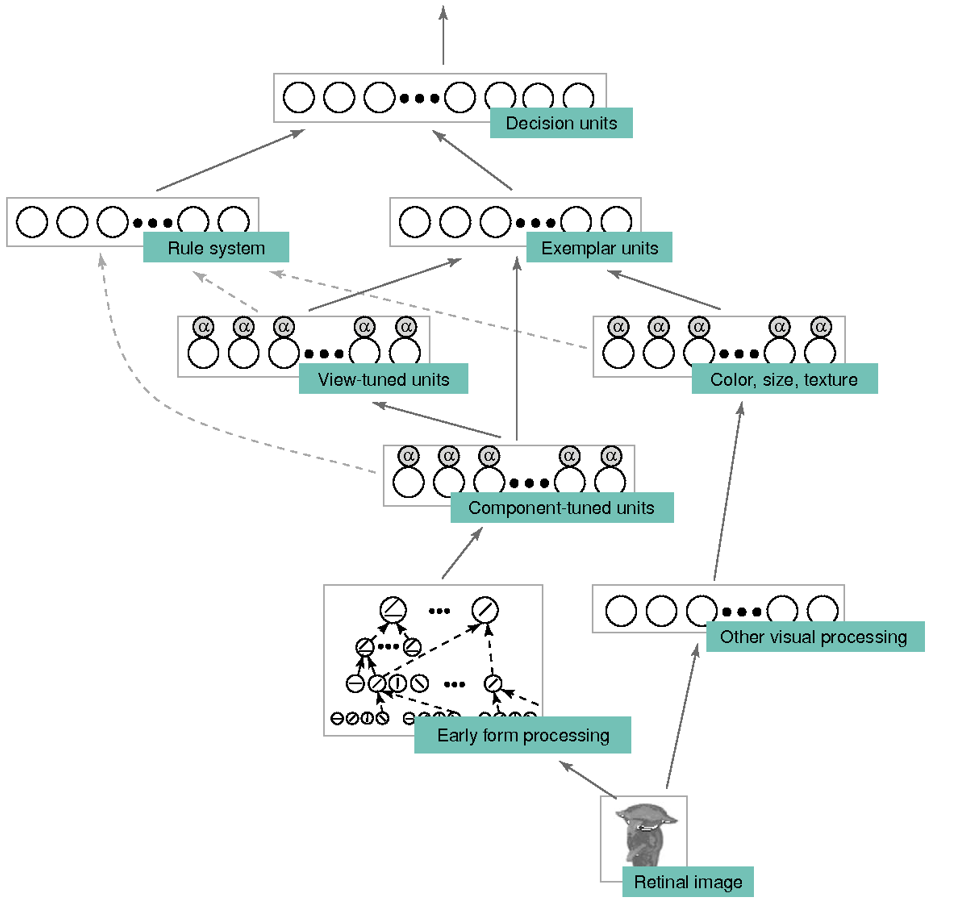 Decision units
Rule system
Exemplar units
α α α α α
α α α α α
View-tuned units
Color, size, texture
α α α α α
Component-tuned units
Other visual processing
Early form processing
Retinal image